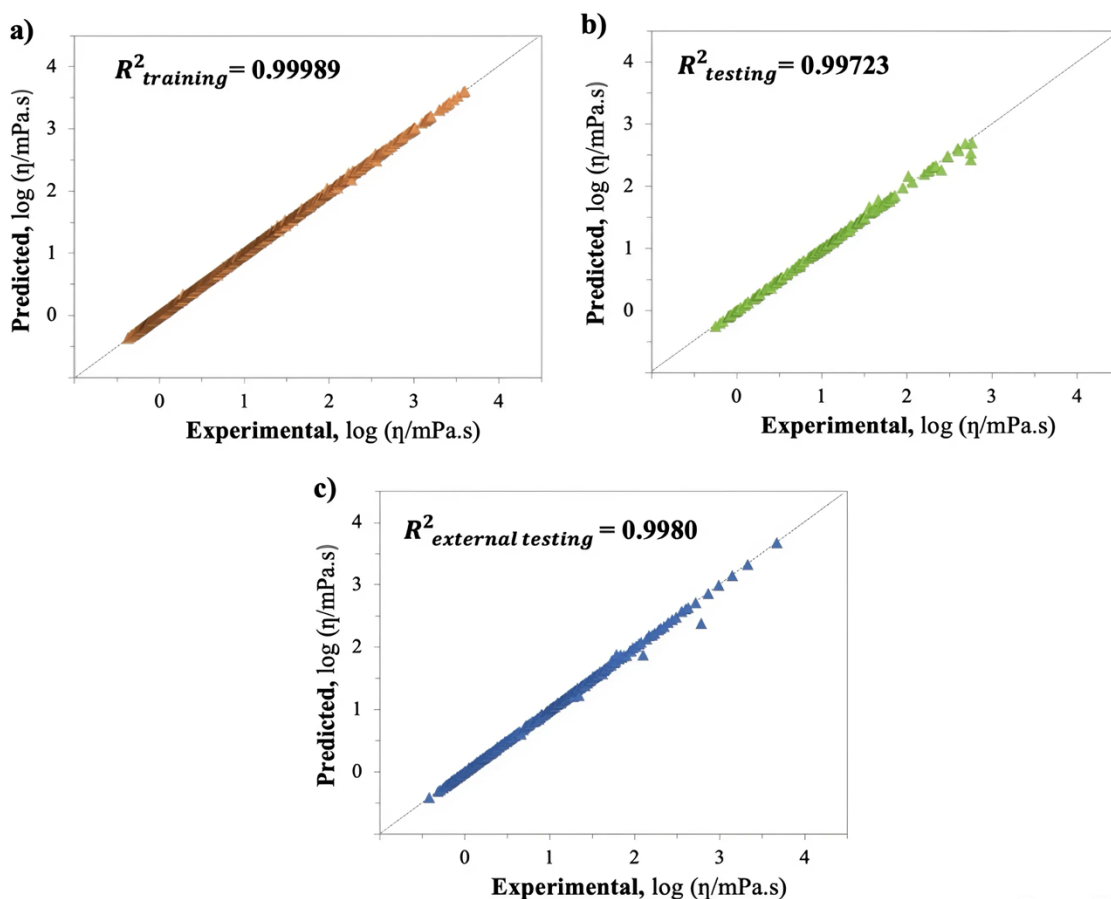 a)
R²training= 0.99989
4
3
2
1
0
0 1 2 3 4
Predicted, log (η/mPa.s)
Experimental, log (η/mPa.s)
b)
R²testing= 0.99723
4
3
2
1
0
0 1 2 3 4
Predicted, log (η/mPa.s)
Experimental, log (η/mPa.s)
c)
R²external testing = 0.9980
4
3
2
1
0
0 1 2 3 4
Predicted, log (η/mPa.s)
Experimental, log (η/mPa.s)